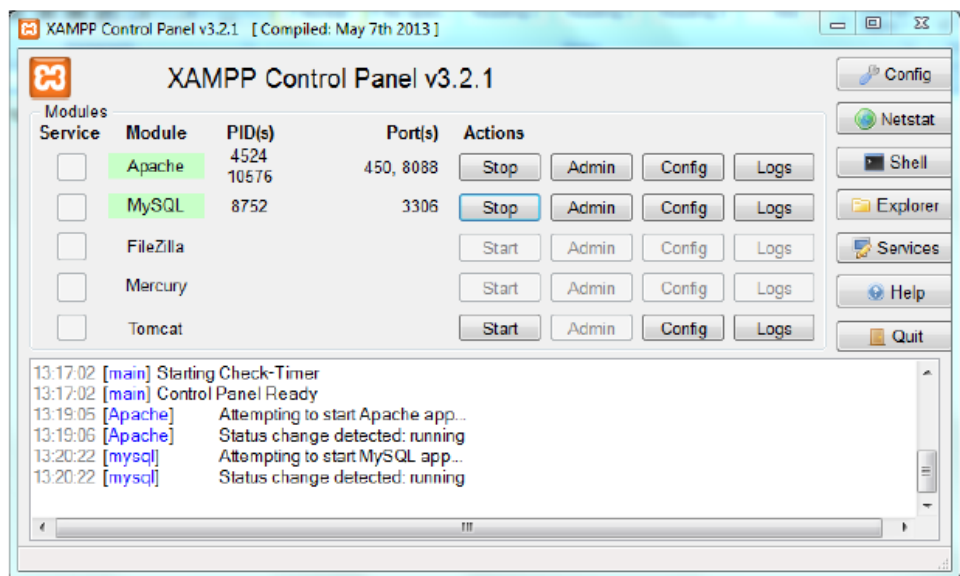 XAMPP Control Panel v3.2.1 [ Compiled: May 7th 2013 ]
XAMPP Control Panel v3.2.1
Config
Modules
Service Module PID(s) Port(s) Actions
Netstat
Apache 4524 10576 450, 8088 Stop Admin Config Logs
Shell
MySQL 8752 3306 Stop Admin Config Logs
Explorer
FileZilla Start Admin Config Logs
Services
Mercury Start Admin Config Logs
Help
Tomcat Start Admin Config Logs
Quit
13:17:02 [main] Starting Check-Timer
13:17:02 [main] Control Panel Ready
13:19:05 [Apache] Attempting to start Apache app...
13:19:06 [Apache] Status change detected: running
13:20:22 [mysql] Attempting to start MySQL app...
13:20:22 [mysql] Status change detected: running